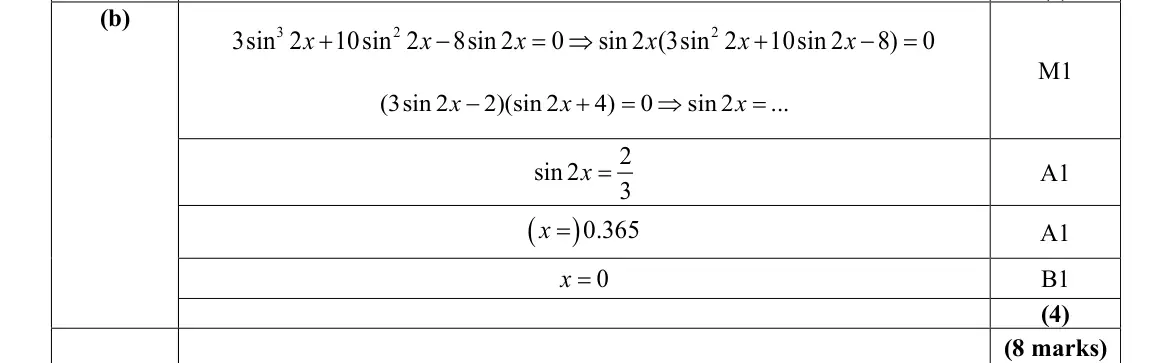 (b)
3sin³ 2x+10sin² 2x−8sin 2x = 0 ⇒ sin 2x(3sin² 2x+10sin 2x−8) = 0
M1
(3sin 2x − 2)(sin 2x + 4) = 0 ⇒ sin 2x = ...
sin 2x = 2/3
A1
(x =)0.365
A1
x = 0
B1
(4)
(8 marks)